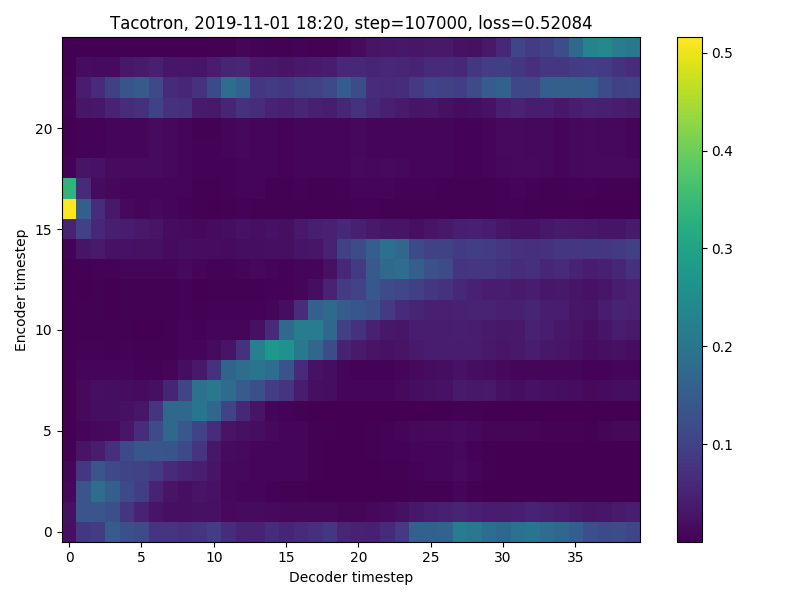 Tacotron, 2019-11-01 18:20, step=107000, loss=0.52084
Encoder timestep
20
15
10
5
0
0 5 10 15 20 25 30 35
Decoder timestep
0.5
0.4
0.3
0.2
0.1